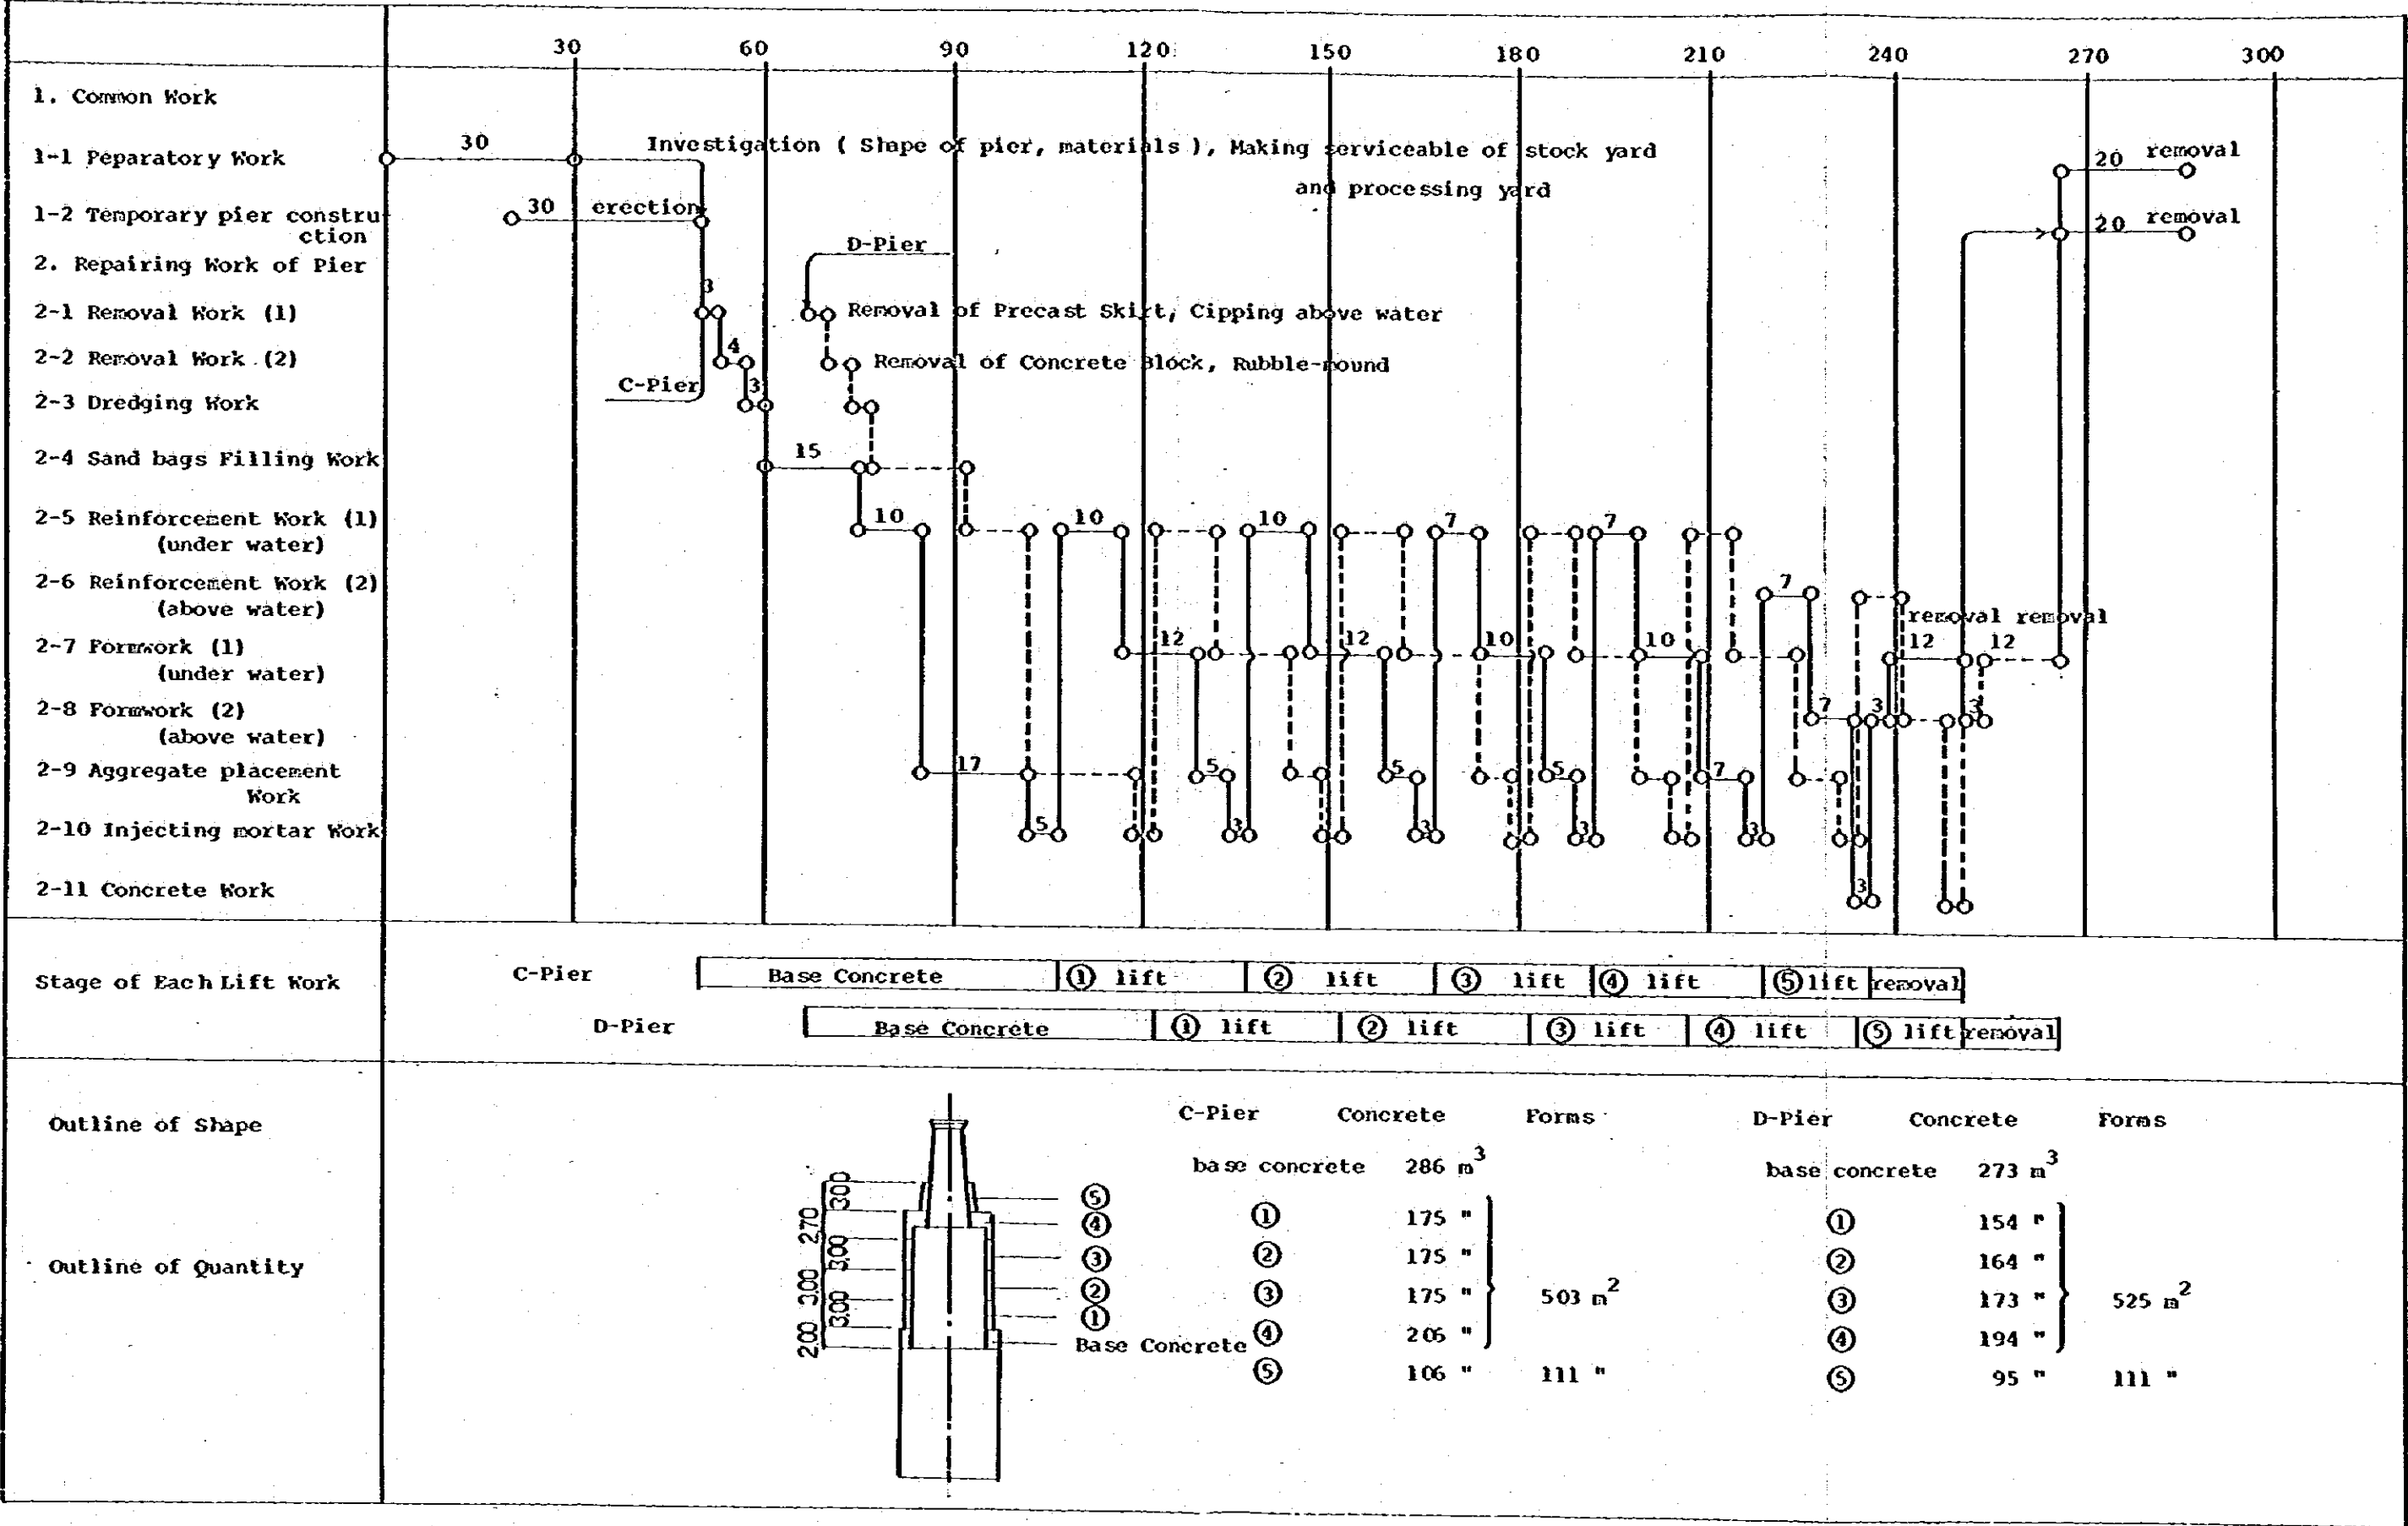 30 60 90 120 150 180 210 240 270 300
1. Common Work
1-1 Peparatory Work
30
Investigation ( Shape of pier, materials ), Making serviceable of stock yard
and processing yard
20 removal
1-2 Temporary pier constru
ction
30 erection
20 removal
D-Pier
2. Repairing Work of Pier
2-1 Removal Work (1)
3
Removal of Precast Skirt, Cipping above water
2-2 Removal Work (2)
4
Removal of Concrete Block, Rubble-mound
C-Pier
2-3 Dredging Work
3
2-4 Sand bags Filling Work
15
2-5 Reinforcement Work (1)
(under water)
10 10 10 7 7
2-6 Reinforcement Work (2)
(above water)
7
removal removal
2-7 Formwork (1)
(under water)
12 12 10 10 12 12
2-8 Formwork (2)
(above water)
7 3 3
2-9 Aggregate placement
Work
17 5 5 5 7
2-10 Injecting mortar Work
5 3 3 3 3
2-11 Concrete Work
3
Stage of Each Lift Work
C-Pier
Base Concrete ① lift ② lift ③ lift ④ lift ⑤ lift removal
D-Pier
Base Concrete ① lift ② lift ③ lift ④ lift ⑤ lift removal
Outline of Shape
Outline of Quantity
300
270
3.00
3.00
3.00
2.00
⑤
④
③
②
①
Base Concrete
C-Pier Concrete Forms
base concrete 286 m³
① 175 "
② 175 "
③ 175 " 503 m²
④ 206 "
⑤ 106 " 111 "
D-Pier Concrete Forms
base concrete 273 m³
① 154 "
② 164 "
③ 173 " 525 m²
④ 194 "
⑤ 95 " 111 "